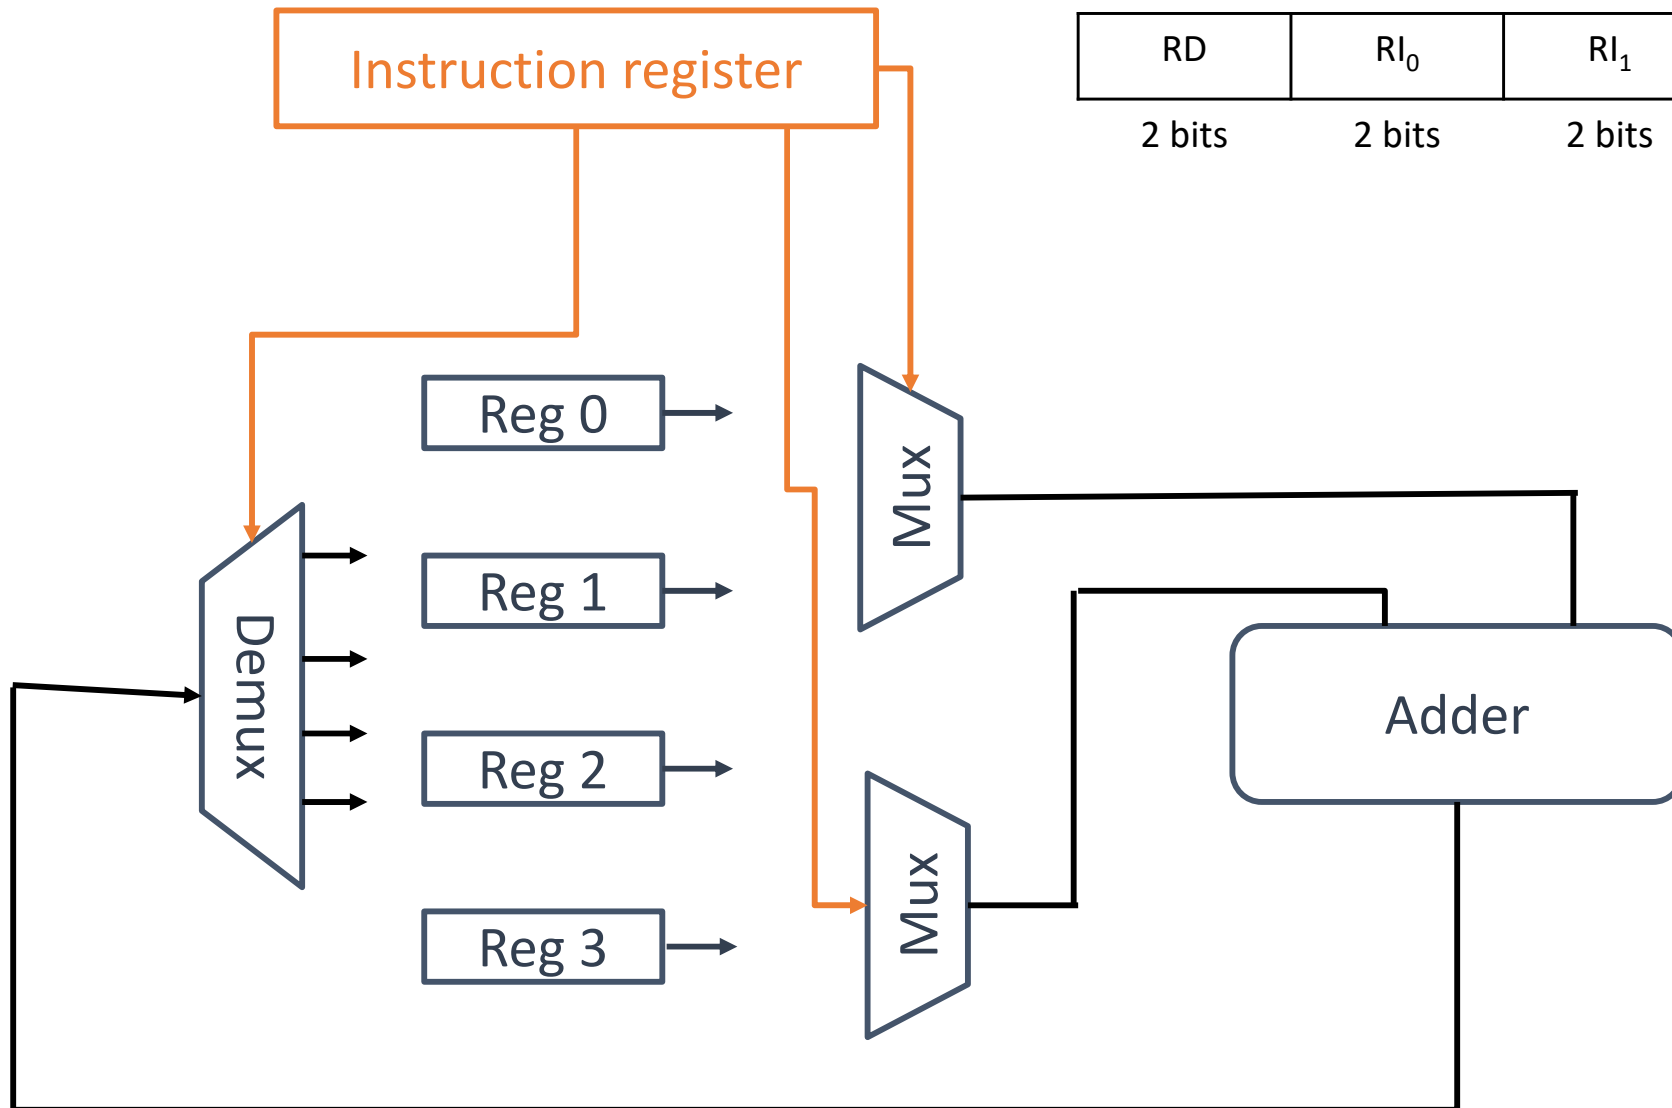 Instruction register
RD RI₀ RI₁
2 bits 2 bits 2 bits
Reg 0
Mux
Reg 1
Demux
Adder
Reg 2
Mux
Reg 3